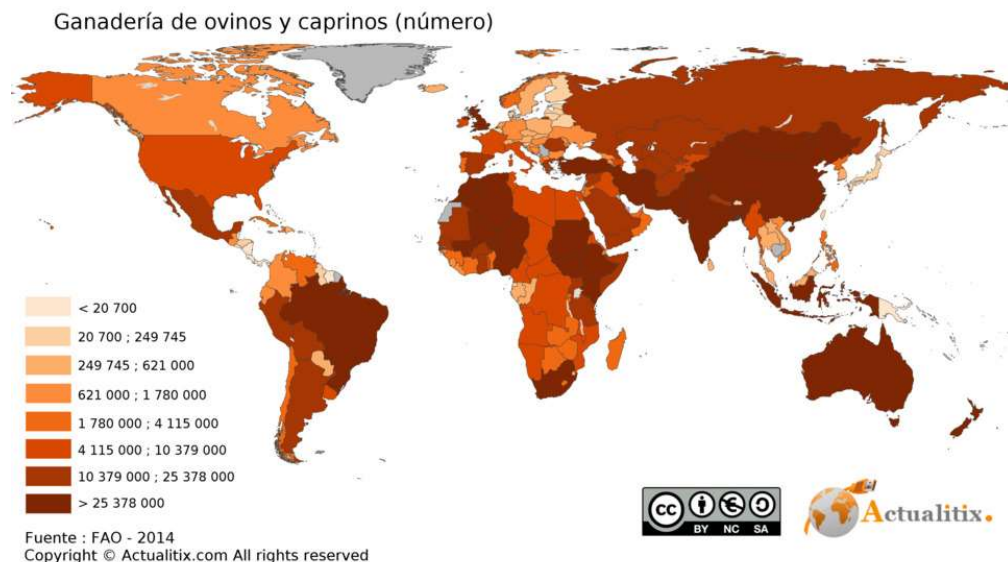 Ganadería de ovinos y caprinos (número)
< 20 700
20 700 ; 249 745
249 745 ; 621 000
621 000 ; 1 780 000
1 780 000 ; 4 115 000
4 115 000 ; 10 379 000
10 379 000 ; 25 378 000
> 25 378 000
cc
BY NC SA
Actualitix.
Fuente : FAO - 2014
Copyright © Actualitix.com All rights reserved